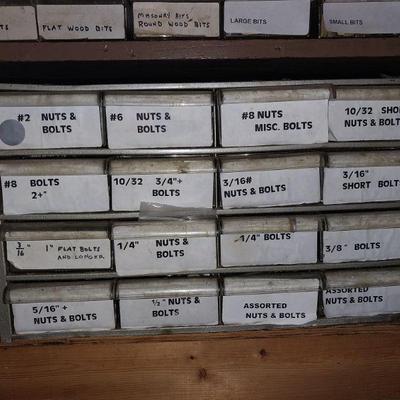 TS
FLAT WOOD BITS
MASONRY BITS
ROUND WOOD BITS
LARGE BITS
SMALL BITS
#2 NUTS &
BOLTS
#6 NUTS &
BOLTS
#8 NUTS
MISC. BOLTS
10/32 SHO
NUTS & BOLT
#8 BOLTS
2+"
10/32 3/4"+
BOLTS
3/16#
NUTS & BOLTS
3/16"
SHORT BOLTS
3/16" 1" FLAT BOLTS
AND LONGER
1/4" NUTS &
BOLTS
1/4" BOLTS
3/8" BOLTS
5/16" +
NUTS & BOLTS
1/2" NUTS &
BOLTS
ASSORTED
NUTS & BOLTS
ASSORTED
NUTS & BOLTS